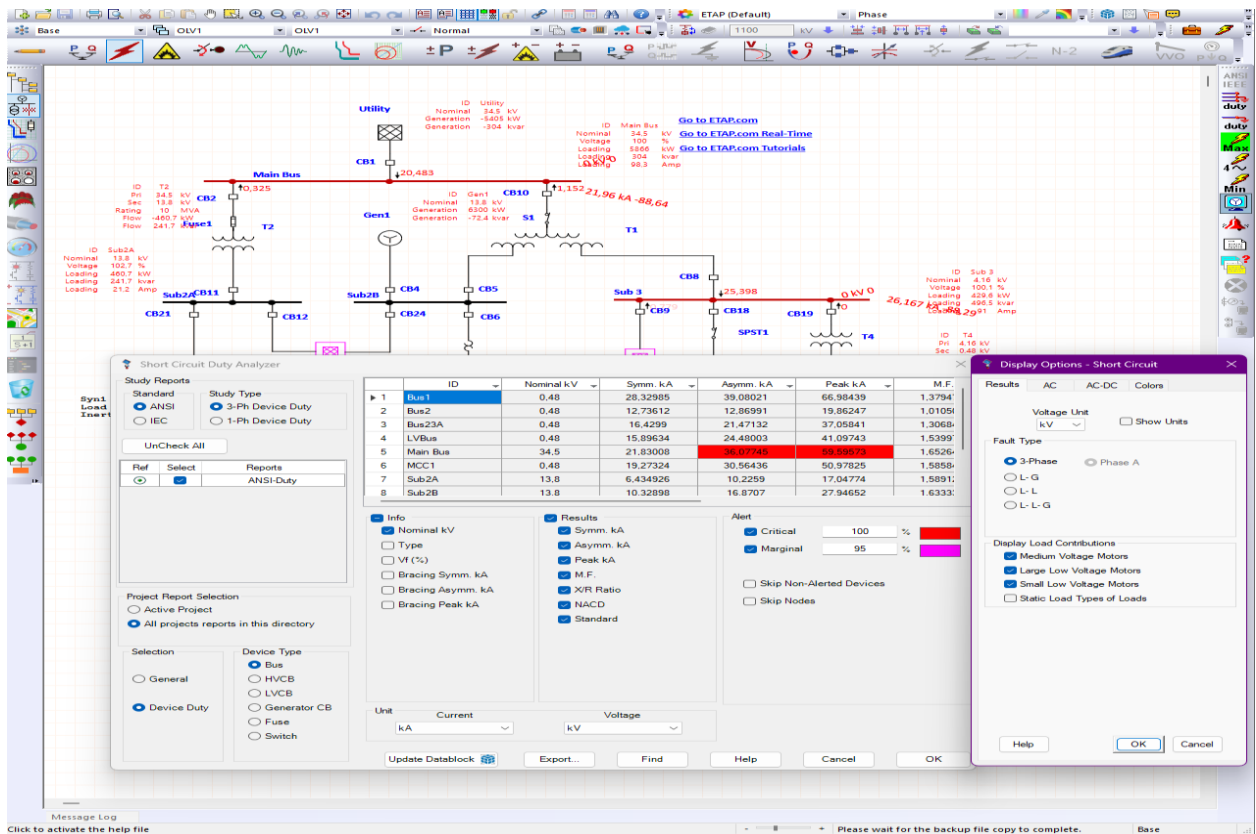 ETAP (Default) Phase
Base OLV1 OLV1 Normal 1100 kV
N-2
ANSI
IEEE
duty
duty
Max
Min
Utility
ID Utility
Nominal 34.5 kV
Generation -5405 kW
Generation -304 kvar
CB1
20,483
ID Main Bus
Nominal 34.5 kV
Voltage 100 %
Loading 5866 kW
Loading 304 kvar
Loading 98.3 Amp
0 kV 0
Go to ETAP.com
Go to ETAP.com Real-Time
Go to ETAP.com Tutorials
Main Bus
21,96 kA -88,64
ID T2
Pri 34.5 kV
Sec 13.8 kV
Rating 10 MVA
Flow -460.7 kW
Flow 241.7 kvar
CB2
0,325
Fuse1
T2
ID Gen1
Nominal 13.8 kV
Generation 6300 kW
Generation -72.4 kvar
Gen1
CB10
1,152
S1
T1
ID Sub2A
Nominal 13.8 kV
Voltage 102.7 %
Loading 460.7 kW
Loading 241.7 kvar
Loading 21.2 Amp
Sub2A
CB11
Sub2B
CB4
CB5
CB8
CB21
CB12
CB24
CB6
Sub 3
25,398
0 kV 0
CB9
CB18
CB19
0
SPST1
T4
ID Sub 3
Nominal 4.16 kV
Voltage 100.1 %
Loading 429.6 kW
Loading 496.5 kvar
26,167 kA
ID T4
Pri 4.16 kV
Sec 0.48 kV
Syn1
Load
Inert
Short Circuit Duty Analyzer
Study Reports
Standard Study Type
ANSI 3-Ph Device Duty
IEC 1-Ph Device Duty
UnCheck All
Ref Select Reports
ANSI-Duty
Project Report Selection
Active Project
All projects reports in this directory
Selection
General
Device Duty
Device Type
Bus
HVCB
LVCB
Generator CB
Fuse
Switch
ID Nominal kV Symm. kA Asymm. kA Peak kA M.F.
1 Bus1 0,48 28.32985 39.08021 66.98439 1,3794
2 Bus2 0,48 12.73612 12.86991 19.86247 1,0105
3 Bus23A 0,48 16,4299 21,47132 37.05841 1,3068
4 LVBus 0,48 15.89634 24,48003 41,09743 1,5399
5 Main Bus 34.5 21.83008 36,07745 59.59573 1,6526
6 MCC1 0,48 19,27324 30,56436 50,97825 1,5858
7 Sub2A 13,8 6,434926 10,2259 17,04774 1,5891
8 Sub2B 13.8 10.32898 16.8707 27.94652 1.6333
Info
Nominal kV
Type
Vf (%)
Bracing Symm. kA
Bracing Asymm. kA
Bracing Peak kA
Results
Symm. kA
Asymm. kA
Peak kA
M.F.
X/R Ratio
NACD
Standard
Alert
Critical 100 %
Marginal 95 %
Skip Non-Alerted Devices
Skip Nodes
Unit
Current Voltage
kA kV
Update Datablock Export... Find Help Cancel OK
Display Options - Short Circuit
Results AC AC-DC Colors
Voltage Unit
kV Show Units
Fault Type
3-Phase Phase A
L- G
L- L
L- L- G
Display Load Contributions
Medium Voltage Motors
Large Low Voltage Motors
Small Low Voltage Motors
Static Load Types of Loads
Help OK Cancel
Message Log
Click to activate the help file Please wait for the backup file copy to complete. Base